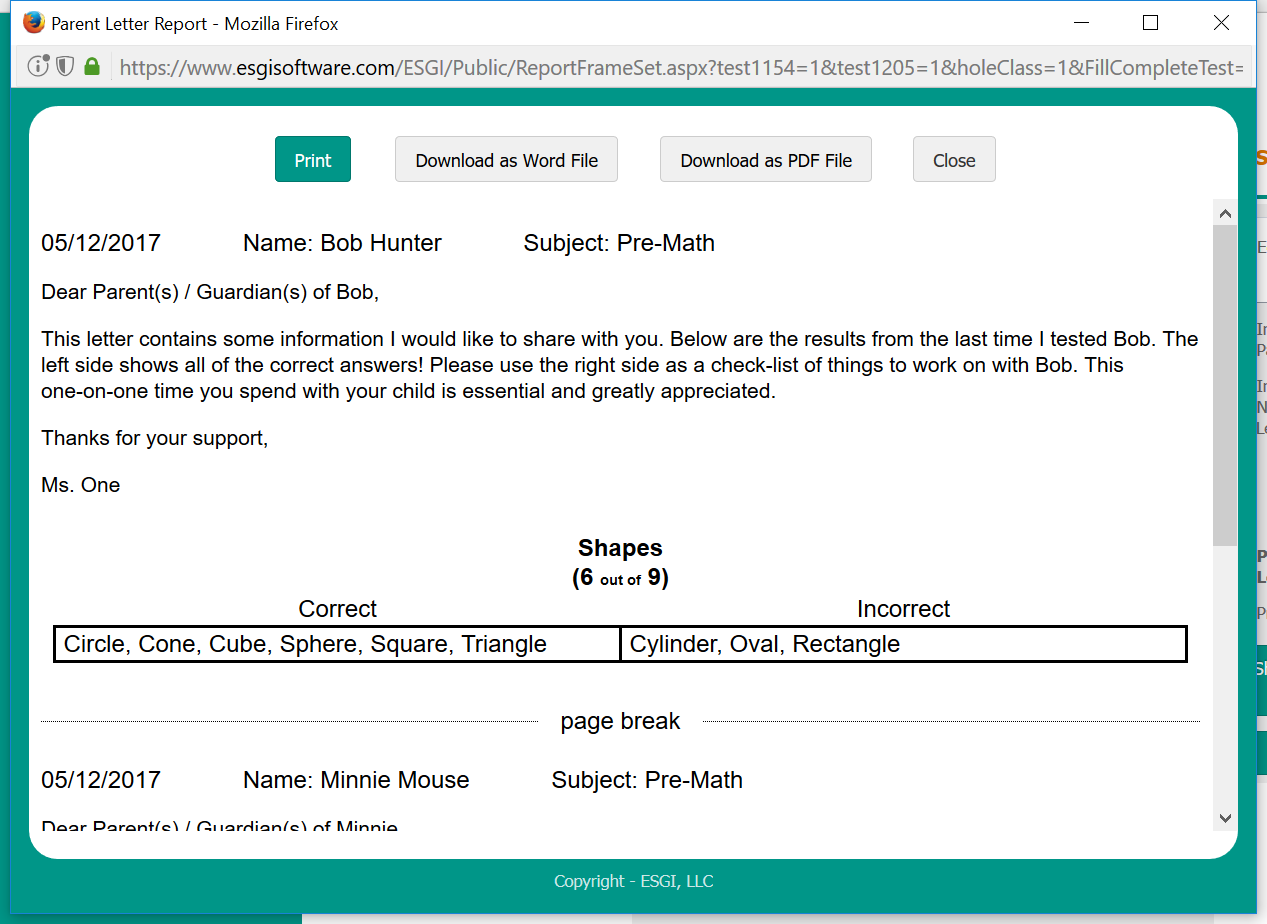 Parent Letter Report - Mozilla Firefox
https://www.esgisoftware.com/ESGI/Public/ReportFrameSet.aspx?test1154=1&test1205=1&holeClass=1&FillCompleteTest=
Print Download as Word File Download as PDF File Close
05/12/2017 Name: Bob Hunter Subject: Pre-Math
Dear Parent(s) / Guardian(s) of Bob,
This letter contains some information I would like to share with you. Below are the results from the last time I tested Bob. The
left side shows all of the correct answers! Please use the right side as a check-list of things to work on with Bob. This
one-on-one time you spend with your child is essential and greatly appreciated.
Thanks for your support,
Ms. One
Shapes
(6 out of 9)
Correct Incorrect
Circle, Cone, Cube, Sphere, Square, Triangle Cylinder, Oval, Rectangle
page break
05/12/2017 Name: Minnie Mouse Subject: Pre-Math
Dear Parent(s) / Guardian(s) of Minnie
Copyright - ESGI, LLC